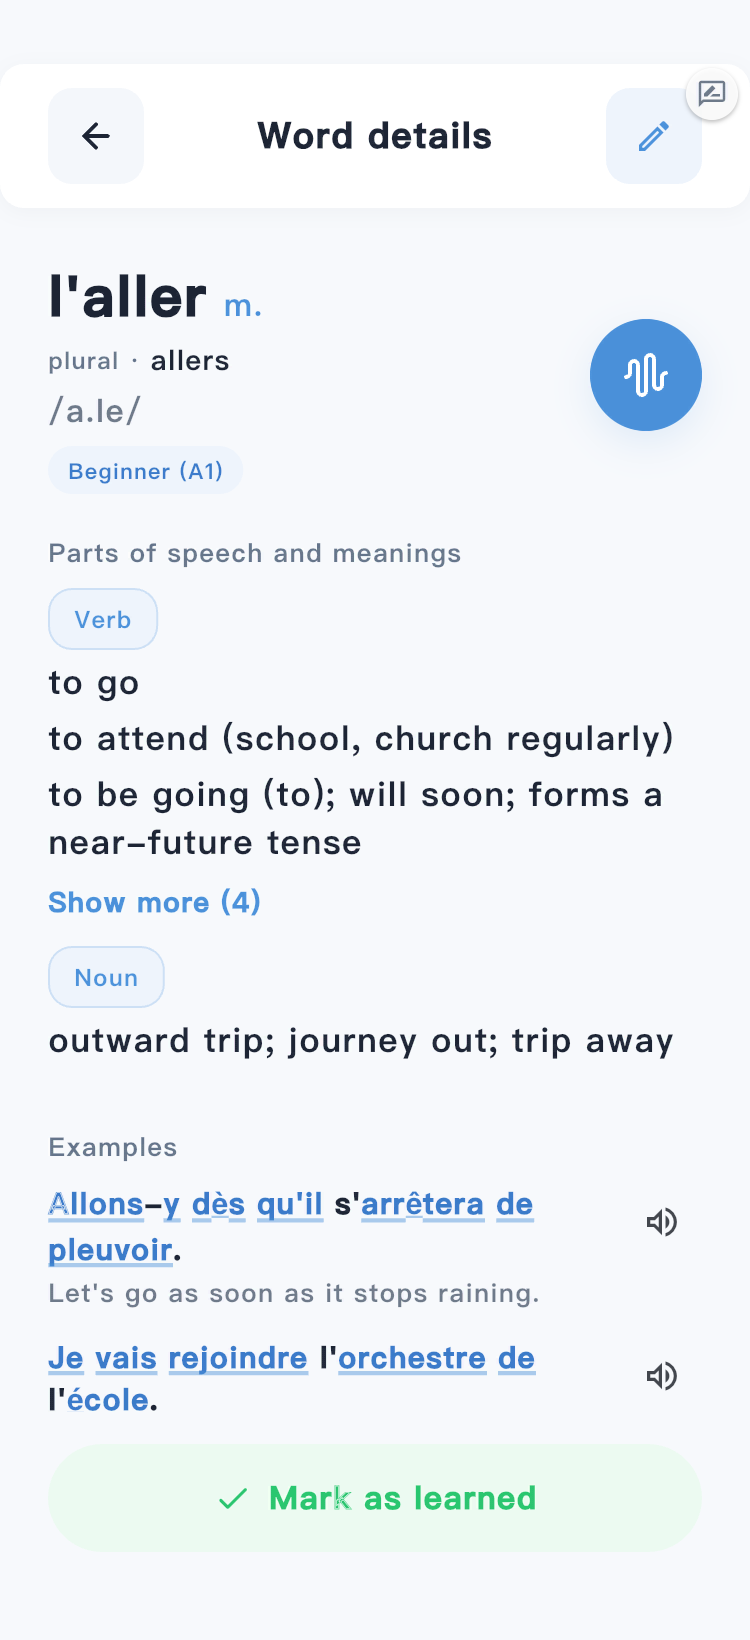 Word details
l'aller m.
plural · allers
/a.le/
Beginner (A1)
Parts of speech and meanings
Verb
to go
to attend (school, church regularly)
to be going (to); will soon; forms a
near-future tense
Show more (4)
Noun
outward trip; journey out; trip away
Examples
Allons-y dès qu'il s'arrêtera de
pleuvoir.
Let's go as soon as it stops raining.
Je vais rejoindre l'orchestre de
l'école.
Mark as learned